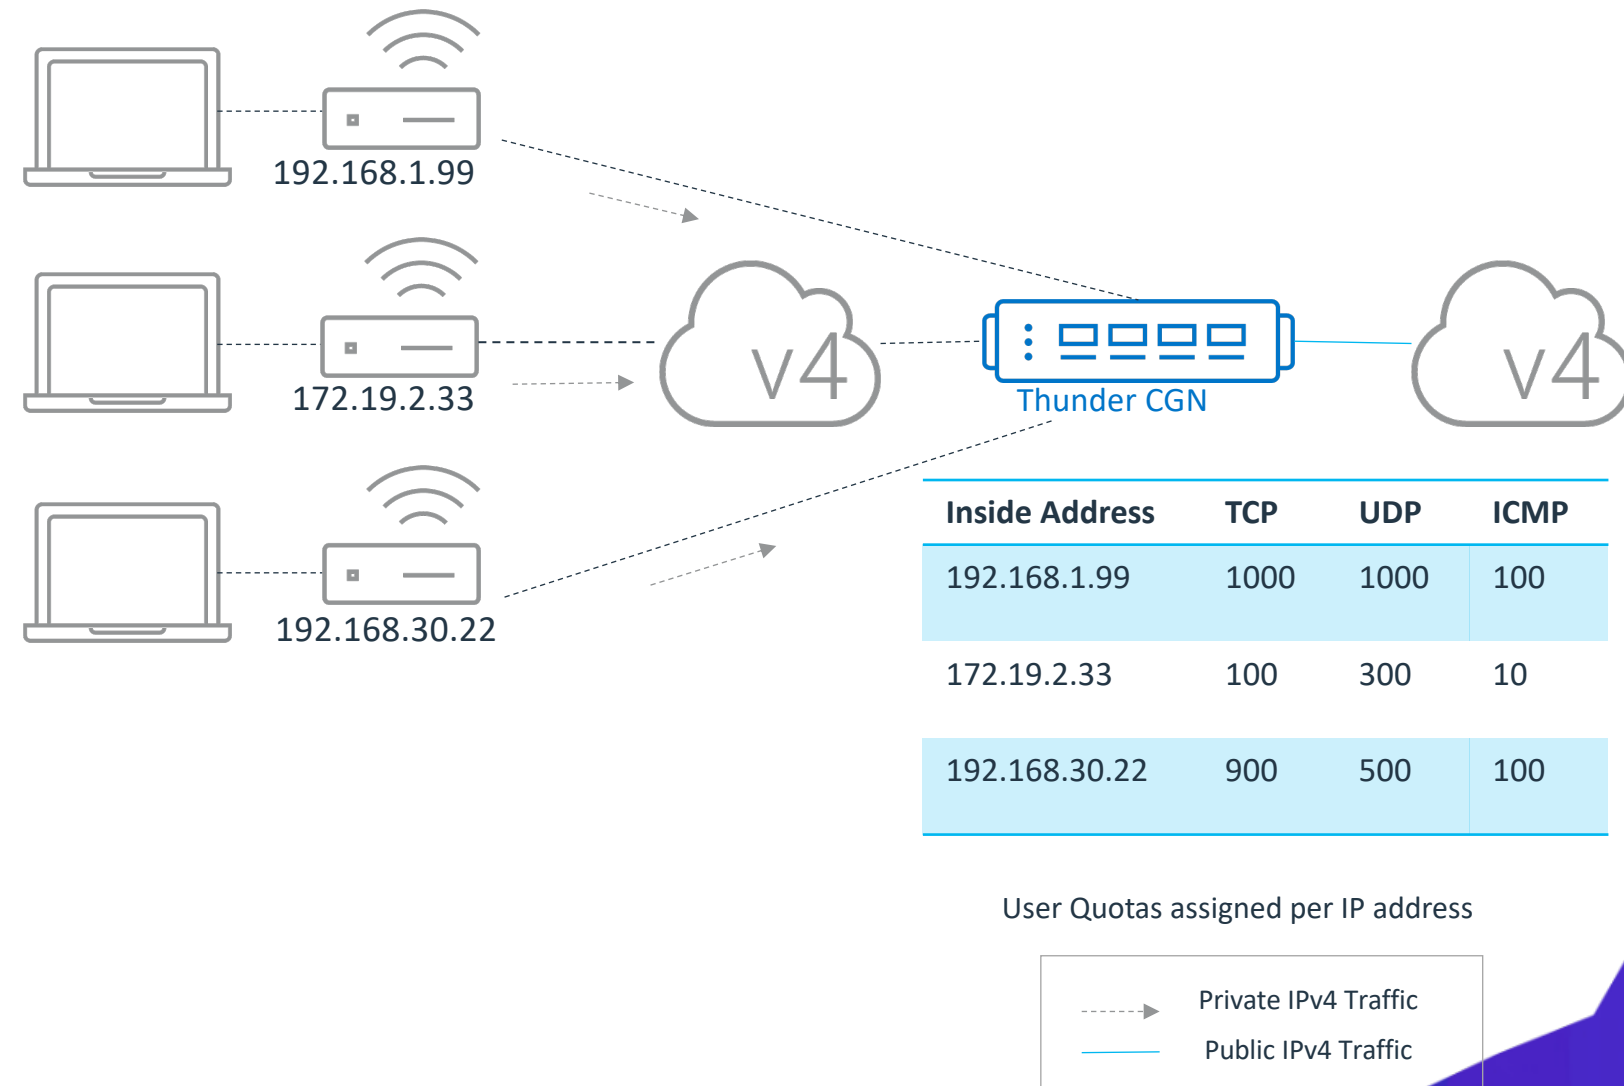 192.168.1.99
172.19.2.33
v4
Thunder CGN
v4
192.168.30.22
Inside Address TCP UDP ICMP
192.168.1.99 1000 1000 100
172.19.2.33 100 300 10
192.168.30.22 900 500 100
User Quotas assigned per IP address
Private IPv4 Traffic
Public IPv4 Traffic